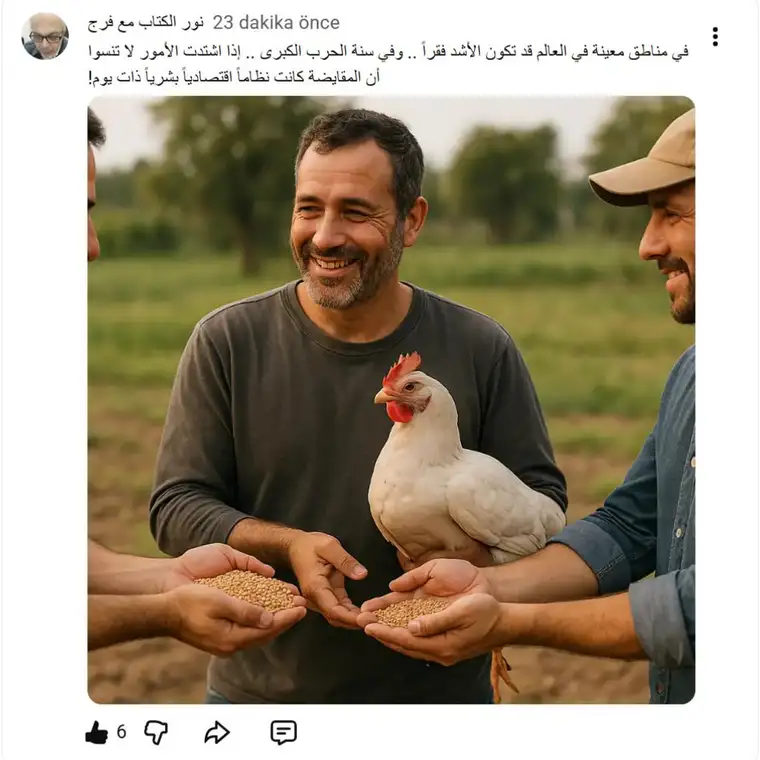 نور الكتاب مع فرج 23 dakika önce
في مناطق معينة في العالم قد تكون الأشد فقراً .. وفي سنة الحرب الكبرى .. إذا اشتدت الأمور لا تنسوا
أن المقايضة كانت نظاماً اقتصادياً بشرياً ذات يوم!
6